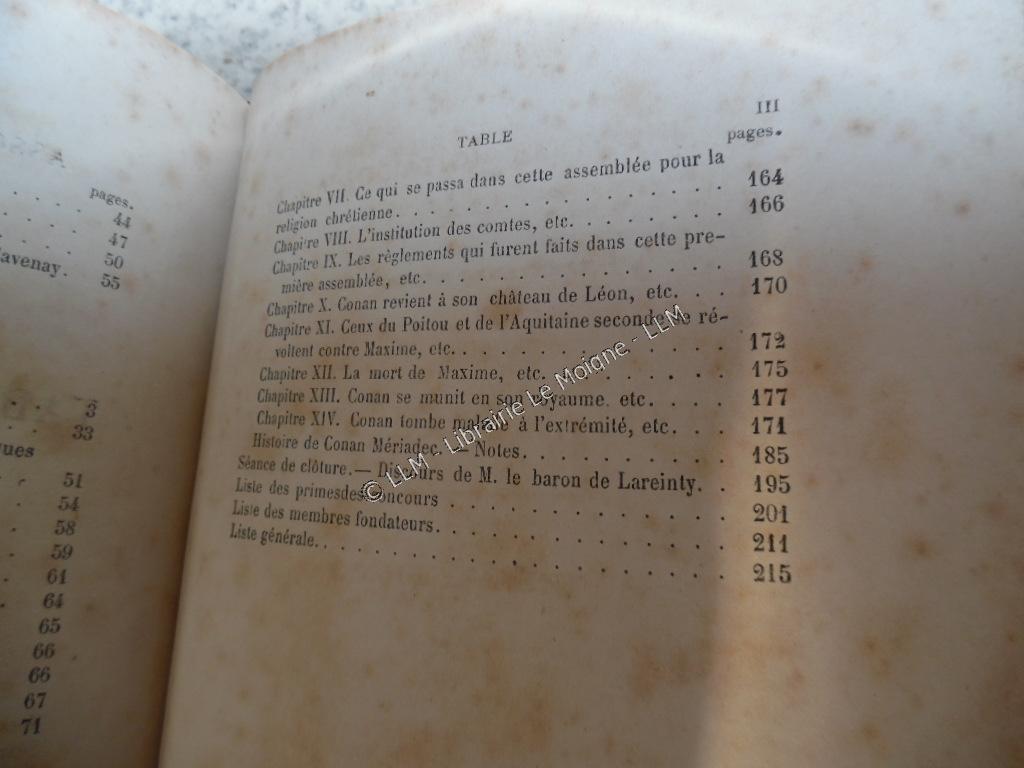 pages.
44
47
50
avenay. 55
3
33
ques
51
54
58
59
61
64
65
66
66
67
71
III
TABLE
pages.
Chapitre VII. Ce qui se passa dans cette assemblée pour la
religion chrétienne. . . . . . . . . . . . . 164
Chapitre VIII. L'institution des comtes, etc. . . . . . . 166
Chapitre IX. Les règlements qui furent faits dans cette pre-
mière assemblée, etc. . . . . . . . . . . . . 168
Chapitre X. Conan revient à son château de Léon, etc. . . 170
Chapitre XI. Ceux du Poitou et de l'Aquitaine seconde se ré-
voltent contre Maxime, etc. . . . . . . . . . . 172
Chapitre XII. La mort de Maxime, etc. . . . . . . . 175
Chapitre XIII. Conan se munit en son royaume, etc. . . . 177
Chapitre XIV. Conan tombe malade à l'extrémité, etc. . . 171
Histoire de Conan Mériadec. — Notes. . . . . . . . . 185
Séance de clôture. — Discours de M. le baron de Lareinty. . 195
Liste des primes des concours . . . . . . . . . . 201
Liste des membres fondateurs. . . . . . . . . . . 211
Liste générale. . . . . . . . . . . . . . . 215
© LLM - Librairie Le Moigne - LLM